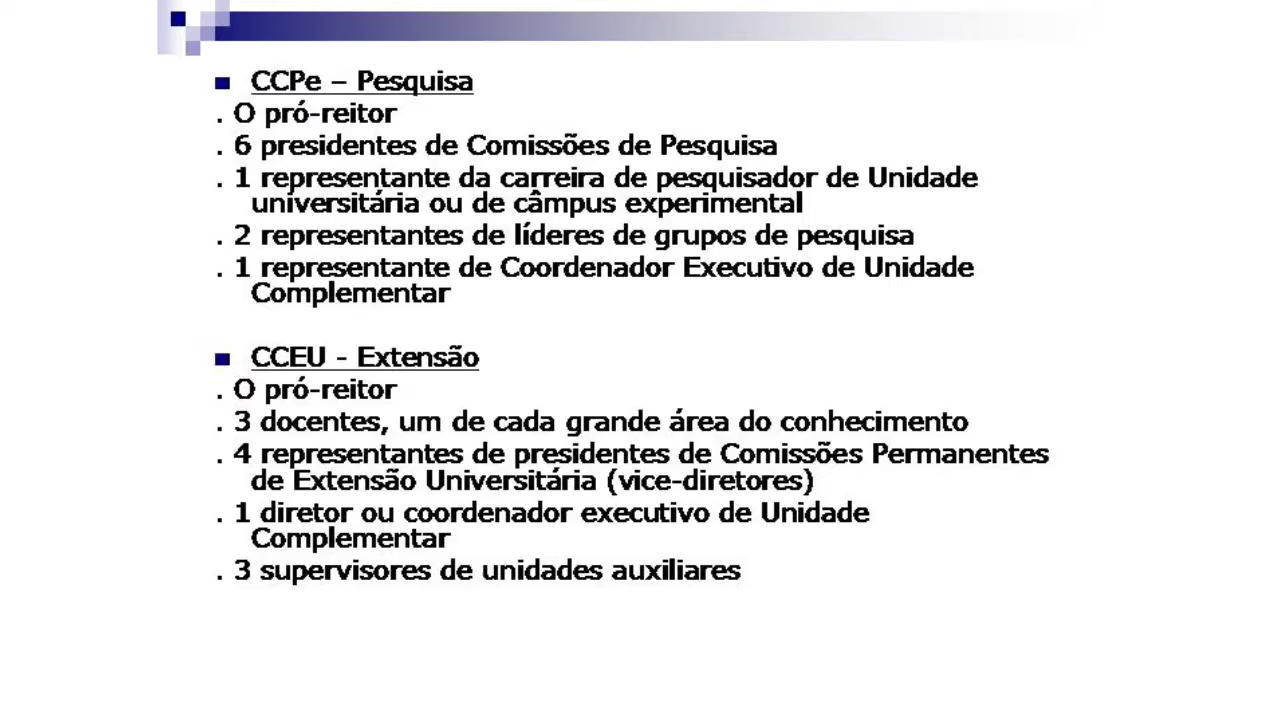 CCPe – Pesquisa
. O pró-reitor
. 6 presidentes de Comissões de Pesquisa
. 1 representante da carreira de pesquisador de Unidade
universitária ou de câmpus experimental
. 2 representantes de líderes de grupos de pesquisa
. 1 representante de Coordenador Executivo de Unidade
Complementar
CCEU - Extensão
. O pró-reitor
. 3 docentes, um de cada grande área do conhecimento
. 4 representantes de presidentes de Comissões Permanentes
de Extensão Universitária (vice-diretores)
. 1 diretor ou coordenador executivo de Unidade
Complementar
. 3 supervisores de unidades auxiliares